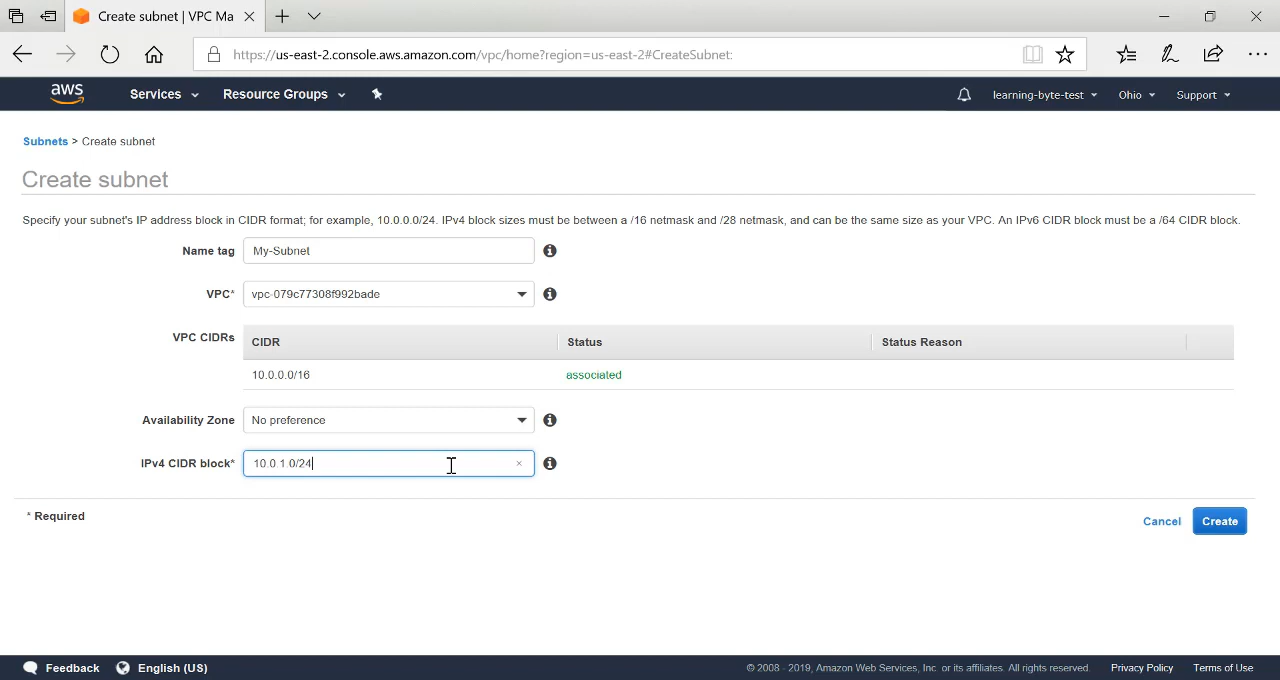 Create subnet | VPC Ma
https://us-east-2.console.aws.amazon.com/vpc/home?region=us-east-2#CreateSubnet:
aws Services Resource Groups learning-byte-test Ohio Support
Subnets > Create subnet
Create subnet
Specify your subnet's IP address block in CIDR format; for example, 10.0.0.0/24. IPv4 block sizes must be between a /16 netmask and /28 netmask, and can be the same size as your VPC. An IPv6 CIDR block must be a /64 CIDR block.
Name tag My-Subnet
VPC* vpc-079c77308f992bade
VPC CIDRs CIDR Status Status Reason
10.0.0.0/16 associated
Availability Zone No preference
IPv4 CIDR block* 10.0.1.0/24
* Required
Cancel Create
Feedback English (US) © 2008 - 2019, Amazon Web Services, Inc. or its affiliates. All rights reserved. Privacy Policy Terms of Use